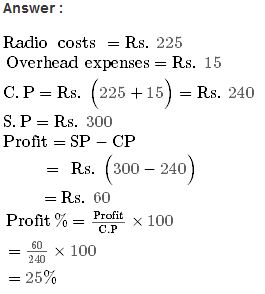 Answer :
Radio costs = Rs. 225
Overhead expenses = Rs. 15
C. P = Rs. (225 + 15) = Rs. 240
S. P = Rs. 300
Profit = SP − CP
= Rs. (300 − 240)
= Rs. 60
Profit % = Profit/C.P × 100
= 60/240 × 100
= 25%